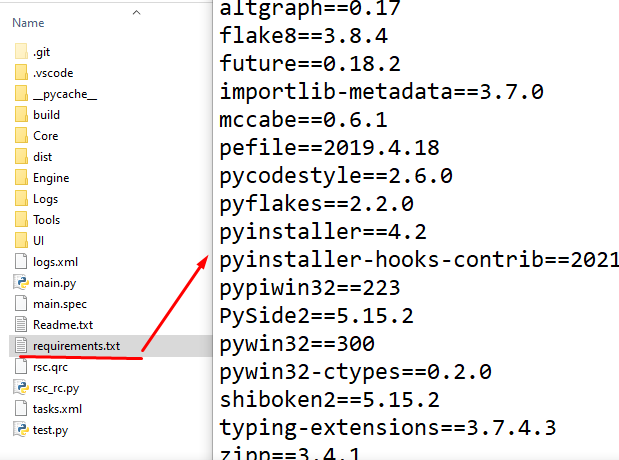 Name
.git
.vscode
__pycache__
build
Core
dist
Engine
Logs
Tools
UI
logs.xml
main.py
main.spec
Readme.txt
requirements.txt
rsc.qrc
rsc_rc.py
tasks.xml
test.py
altgraph==0.17
flake8==3.8.4
future==0.18.2
importlib-metadata==3.7.0
mccabe==0.6.1
pefile==2019.4.18
pycodestyle==2.6.0
pyflakes==2.2.0
pyinstaller==4.2
pyinstaller-hooks-contrib==2021
pypiwin32==223
PySide2==5.15.2
pywin32==300
pywin32-ctypes==0.2.0
shiboken2==5.15.2
typing-extensions==3.7.4.3
zipp==3.4.1